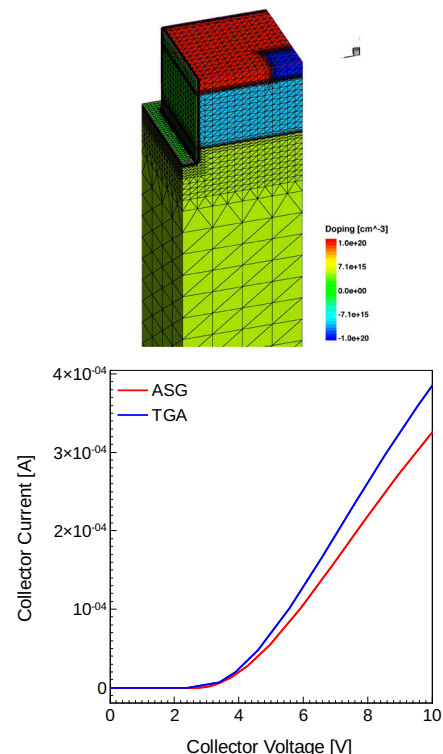 Doping [cm^-3]
1.0e+20
7.1e+15
0.0e+00
-7.1e+15
-1.0e+20
4×10⁻⁰⁴
ASG
TGA
3×10⁻⁰⁴
2×10⁻⁰⁴
10⁻⁰⁴
0
Collector Current [A]
0 2 4 6 8 10
Collector Voltage [V]